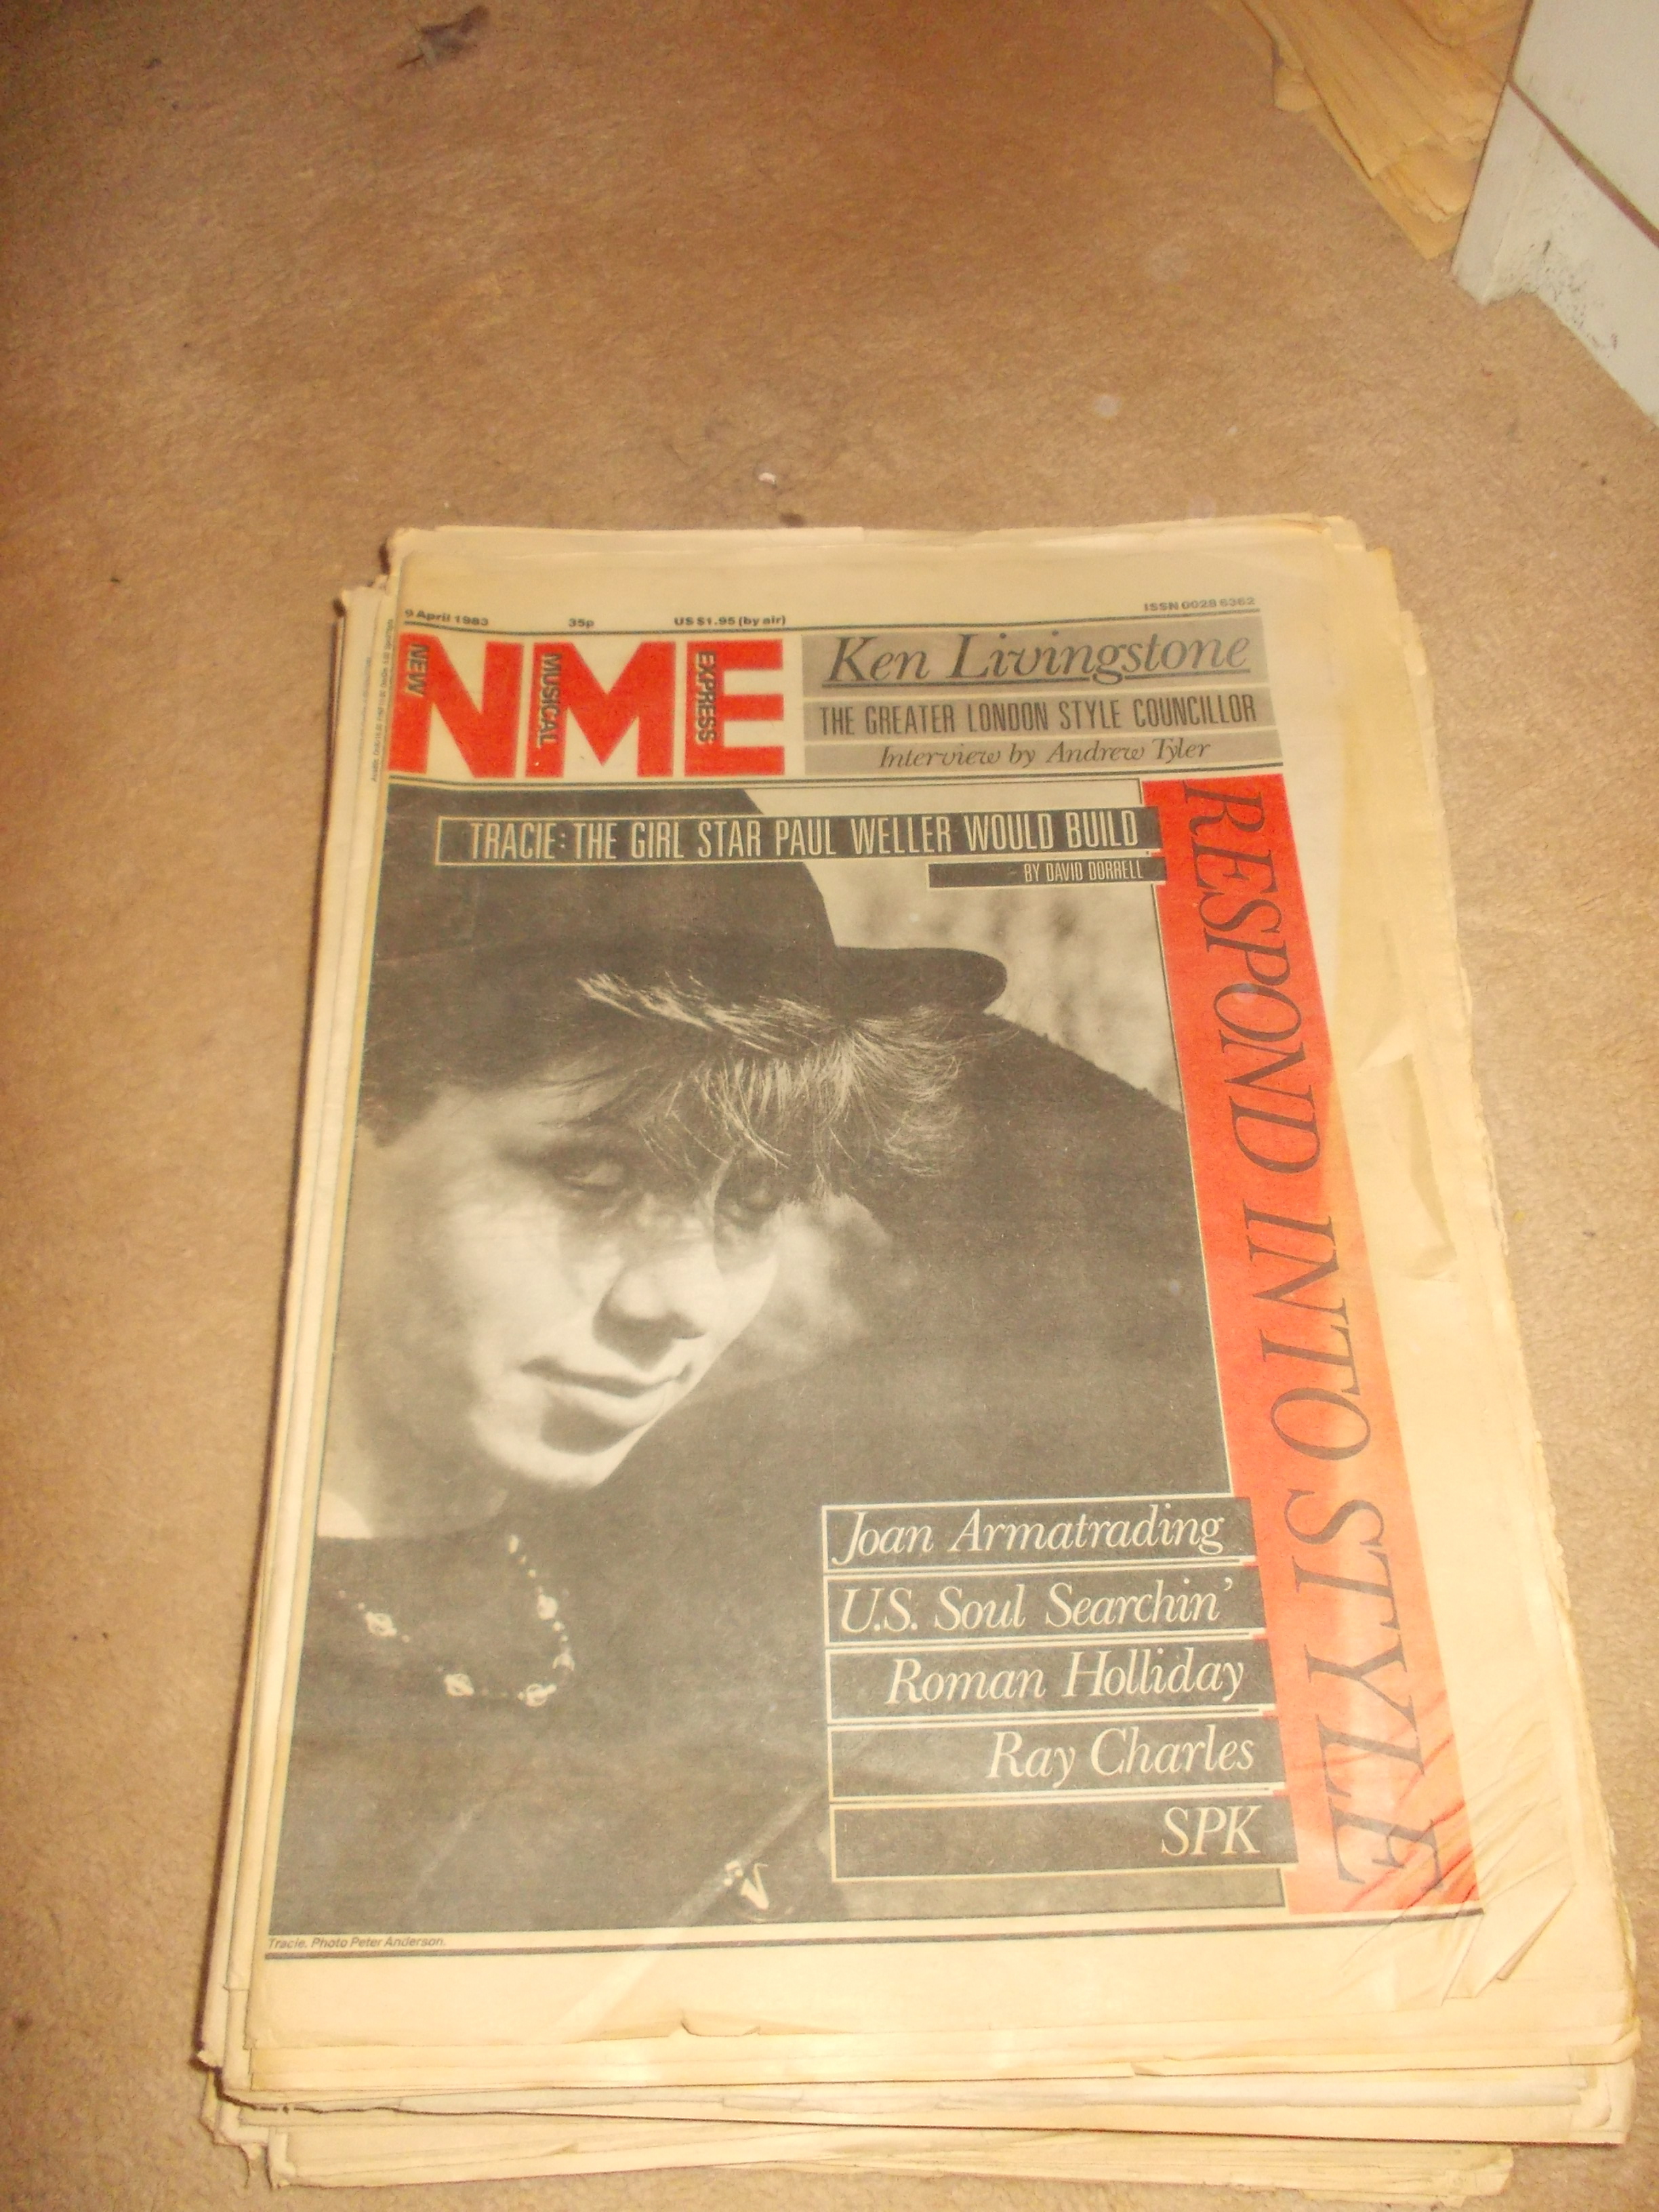 9 April 1983 35p US $1.95 (by air) ISSN 0028 6362
NME
NEW MUSICAL EXPRESS
Ken Livingstone
THE GREATER LONDON STYLE COUNCILLOR
Interview by Andrew Tyler
TRACIE: THE GIRL STAR PAUL WELLER WOULD BUILD
BY DAVID DORRELL
RESPOND INTO STYLE
Joan Armatrading
U.S. Soul Searchin'
Roman Holliday
Ray Charles
SPK
Tracie. Photo Peter Anderson.